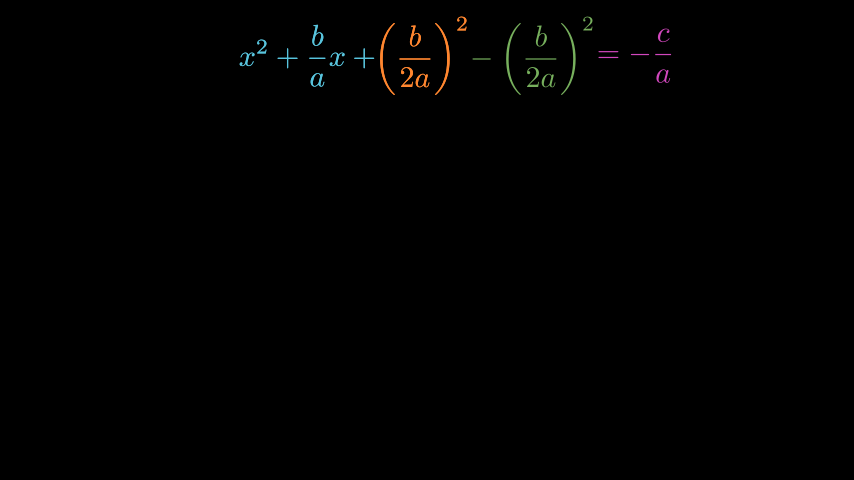 x² + b/a x + (b/2a)² − (b/2a)² = − c/a